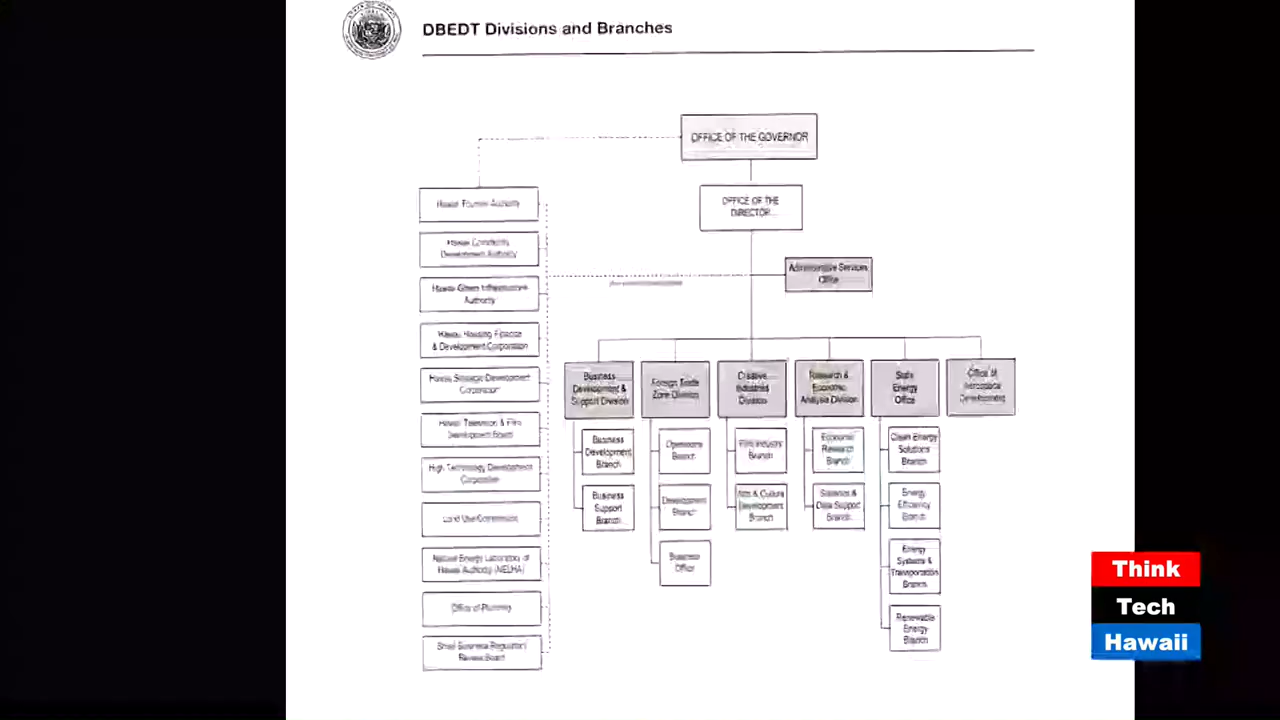 DBEDT Divisions and Branches
OFFICE OF THE GOVERNOR
OFFICE OF THE
DIRECTOR
Administrative Services
Office
Hawaii Tourism Authority
Hawaii Community
Development Authority
Hawaii Green Infrastructure
Authority
Hawaii Housing Finance
& Development Corporation
Hawaii Strategic Development
Corporation
Hawaii Television & Film
Development Board
High Technology Development
Corporation
Land Use Commission
Natural Energy Laboratory of
Hawaii Authority (NELHA)
Office of Planning
Small Business Regulatory
Review Board
Business
Development &
Support Division
Business
Development
Branch
Business
Support
Branch
Foreign Trade
Zone Division
Operations
Branch
Development
Branch
Business
Office
Creative
Industries
Division
Film Industry
Branch
Arts & Culture
Development
Branch
Research &
Economic
Analysis Division
Economic
Research
Branch
Statistics &
Data Support
Branch
State
Energy
Office
Clean Energy
Solutions
Branch
Energy
Efficiency
Branch
Energy
Systems &
Transportation
Branch
Renewable
Energy
Branch
Office of
Aerospace
Development
Think
Tech
Hawaii